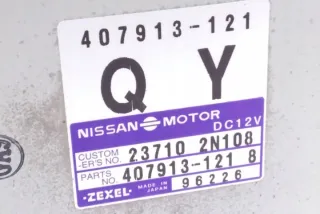 407913-121
Q Y
NISSAN MOTOR
DC12V
CUSTOM-ER'S NO. 23710 2N108
PARTS NO. 407913-121 8
ZEXEL MADE IN JAPAN 96226